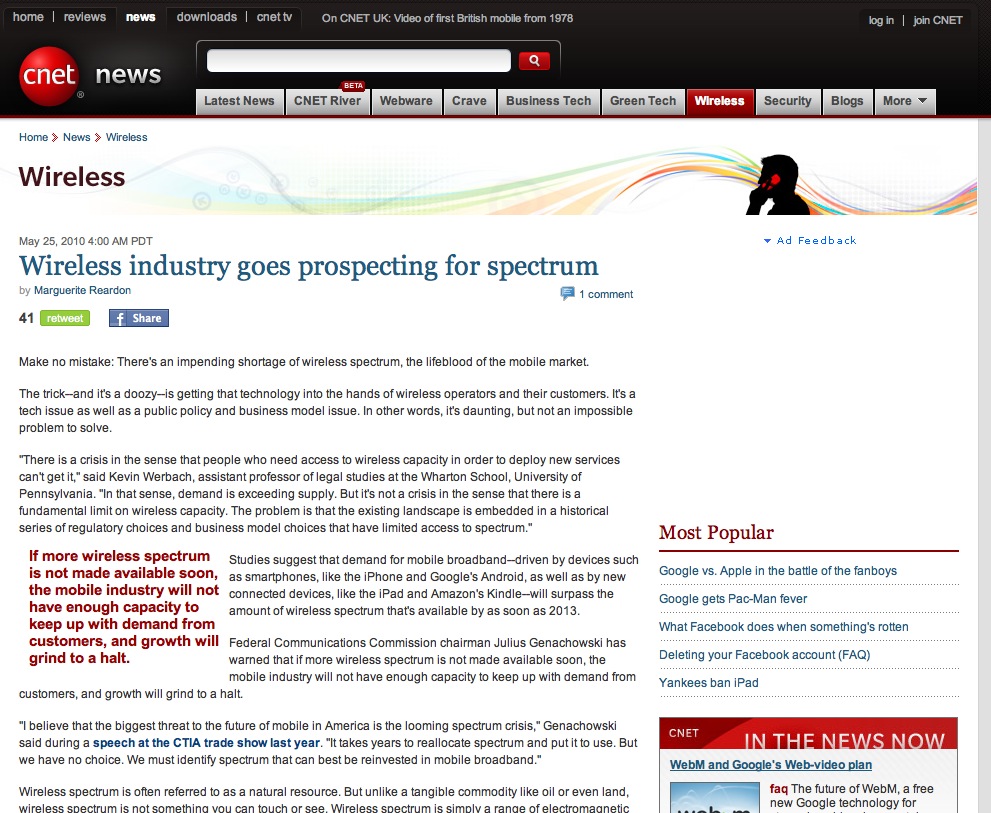 home | reviews news downloads | cnet tv On CNET UK: Video of first British mobile from 1978
log in | join CNET
cnet® news
BETA
Latest News CNET River Webware Crave Business Tech Green Tech Wireless Security Blogs More
Home News Wireless
Wireless
May 25, 2010 4:00 AM PDT
Wireless industry goes prospecting for spectrum
by Marguerite Reardon
1 comment
41 retweet f Share
Make no mistake: There's an impending shortage of wireless spectrum, the lifeblood of the mobile market.
The trick--and it's a doozy--is getting that technology into the hands of wireless operators and their customers. It's a
tech issue as well as a public policy and business model issue. In other words, it's daunting, but not an impossible
problem to solve.
"There is a crisis in the sense that people who need access to wireless capacity in order to deploy new services
can't get it," said Kevin Werbach, assistant professor of legal studies at the Wharton School, University of
Pennsylvania. "In that sense, demand is exceeding supply. But it's not a crisis in the sense that there is a
fundamental limit on wireless capacity. The problem is that the existing landscape is embedded in a historical
series of regulatory choices and business model choices that have limited access to spectrum."
If more wireless spectrum
is not made available soon,
the mobile industry will not
have enough capacity to
keep up with demand from
customers, and growth will
grind to a halt.
Studies suggest that demand for mobile broadband--driven by devices such
as smartphones, like the iPhone and Google's Android, as well as by new
connected devices, like the iPad and Amazon's Kindle--will surpass the
amount of wireless spectrum that's available by as soon as 2013.
Federal Communications Commission chairman Julius Genachowski has
warned that if more wireless spectrum is not made available soon, the
mobile industry will not have enough capacity to keep up with demand from
customers, and growth will grind to a halt.
"I believe that the biggest threat to the future of mobile in America is the looming spectrum crisis," Genachowski
said during a speech at the CTIA trade show last year. "It takes years to reallocate spectrum and put it to use. But
we have no choice. We must identify spectrum that can best be reinvested in mobile broadband."
Wireless spectrum is often referred to as a natural resource. But unlike a tangible commodity like oil or even land,
wireless spectrum is not something you can touch or see. Wireless spectrum is simply a range of electromagnetic
Ad Feedback
Most Popular
Google vs. Apple in the battle of the fanboys
Google gets Pac-Man fever
What Facebook does when something's rotten
Deleting your Facebook account (FAQ)
Yankees ban iPad
CNET IN THE NEWS NOW
WebM and Google's Web-video plan
faq The future of WebM, a free
new Google technology for